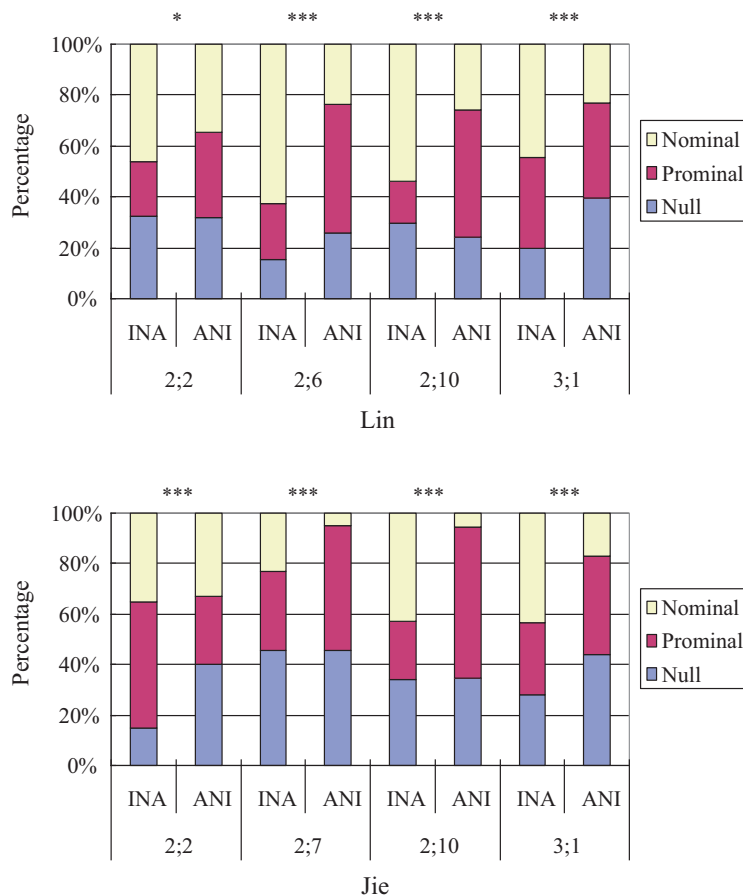 * *** *** ***
100%
80%
60%
40%
20%
0%
Percentage
Nominal
Prominal
Null
INA ANI INA ANI INA ANI INA ANI
2;2 2;6 2;10 3;1
Lin
*** *** *** ***
100%
80%
60%
40%
20%
0%
Percentage
Nominal
Prominal
Null
INA ANI INA ANI INA ANI INA ANI
2;2 2;7 2;10 3;1
Jie